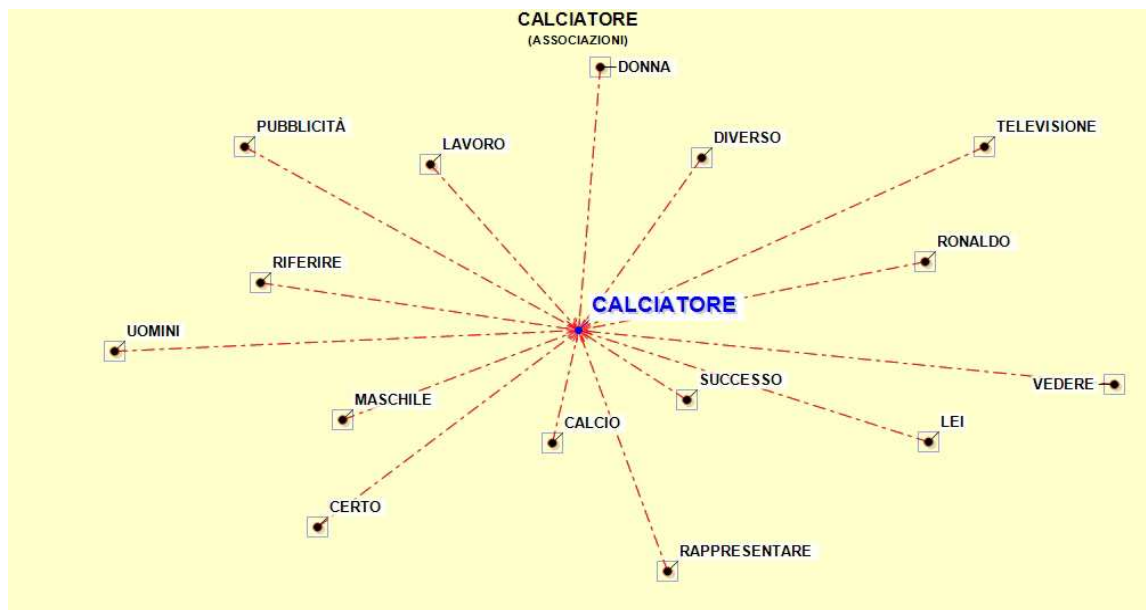 CALCIATORE
(ASSOCIAZIONI)
DONNA
PUBBLICITÀ
LAVORO
DIVERSO
TELEVISIONE
RIFERIRE
RONALDO
CALCIATORE
UOMINI
SUCCESSO
VEDERE
MASCHILE
CALCIO
LEI
CERTO
RAPPRESENTARE